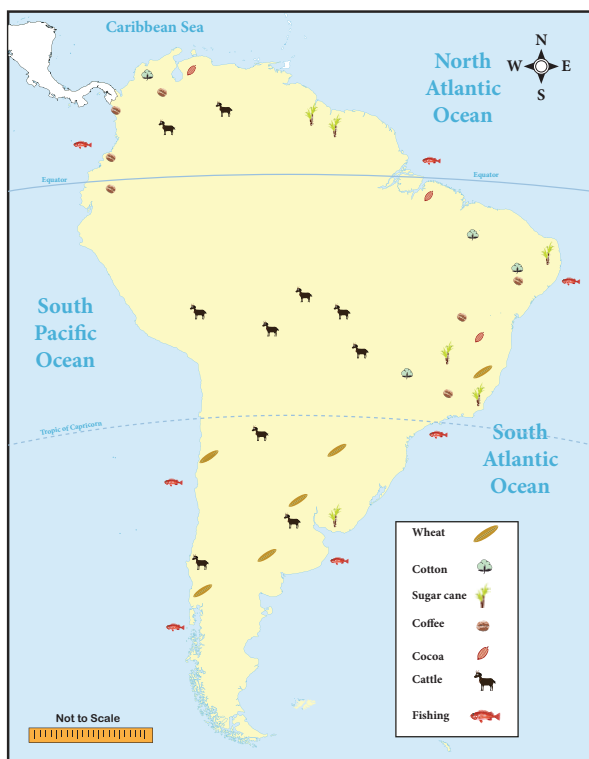 Caribbean Sea
North
Atlantic
Ocean
N
W E
S
Equator
Equator
South
Pacific
Ocean
Tropic of Capricorn
South
Atlantic
Ocean
Wheat
Cotton
Sugar cane
Coffee
Cocoa
Cattle
Fishing
Not to Scale